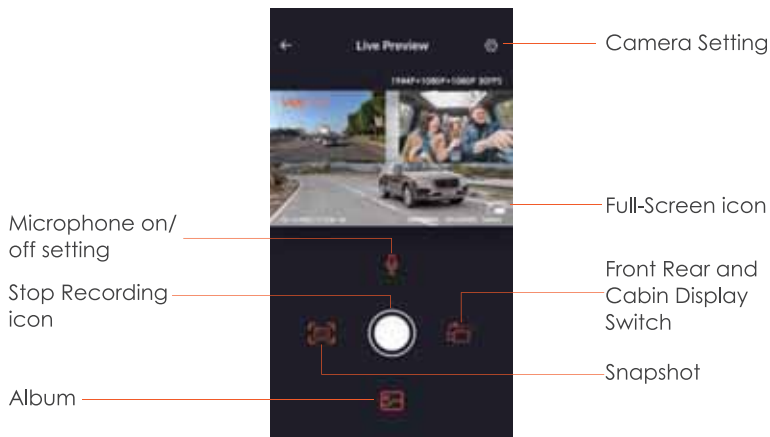 Live Preview
Camera Setting
1944P+1080P+1080P 30FPS
Full-Screen icon
Microphone on/
off setting
Stop Recording
icon
Front Rear and
Cabin Display
Switch
Snapshot
Album